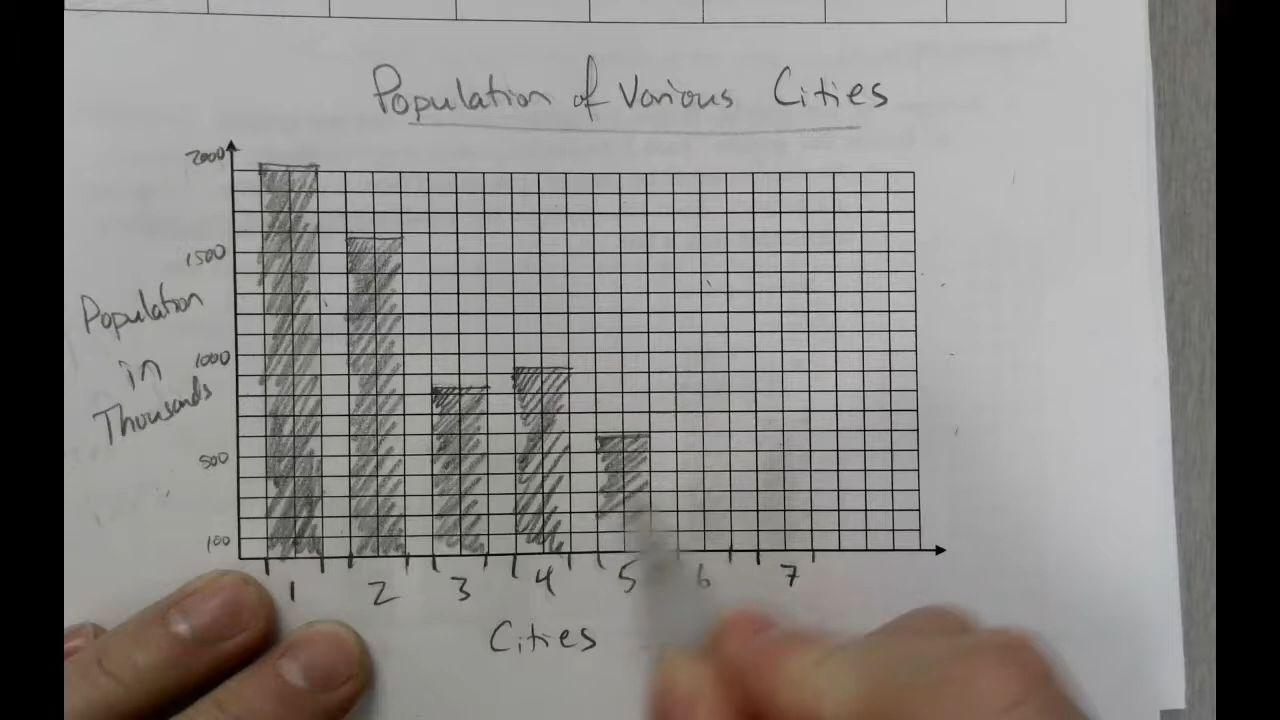 Population of Various Cities
2000
1500
Population
in
Thousands
1000
500
100
1 2 3 4 5 6 7
Cities